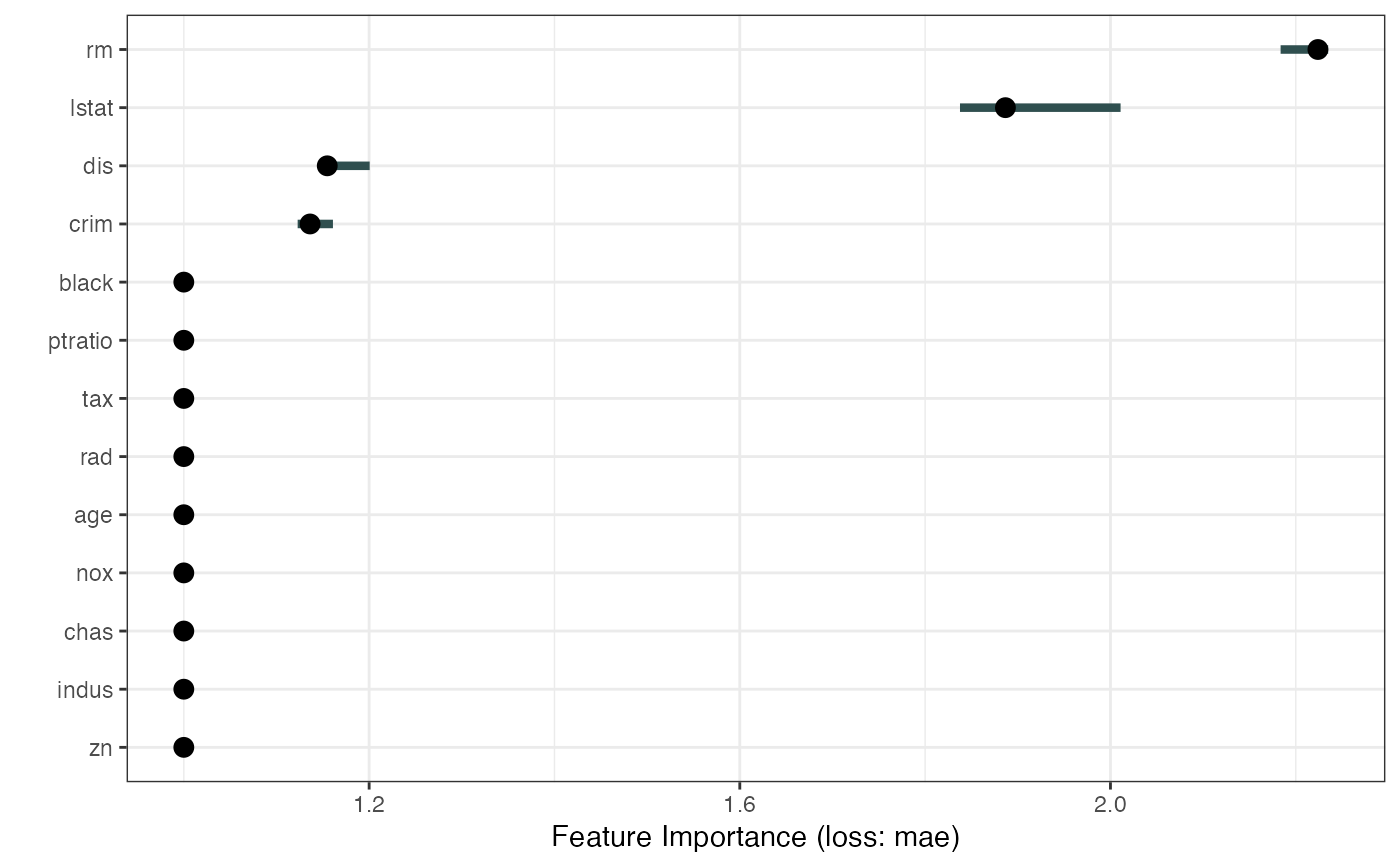 rm
lstat
dis
crim
black
ptratio
tax
rad
age
nox
chas
indus
zn
1.2 1.6 2.0
Feature Importance (loss: mae)